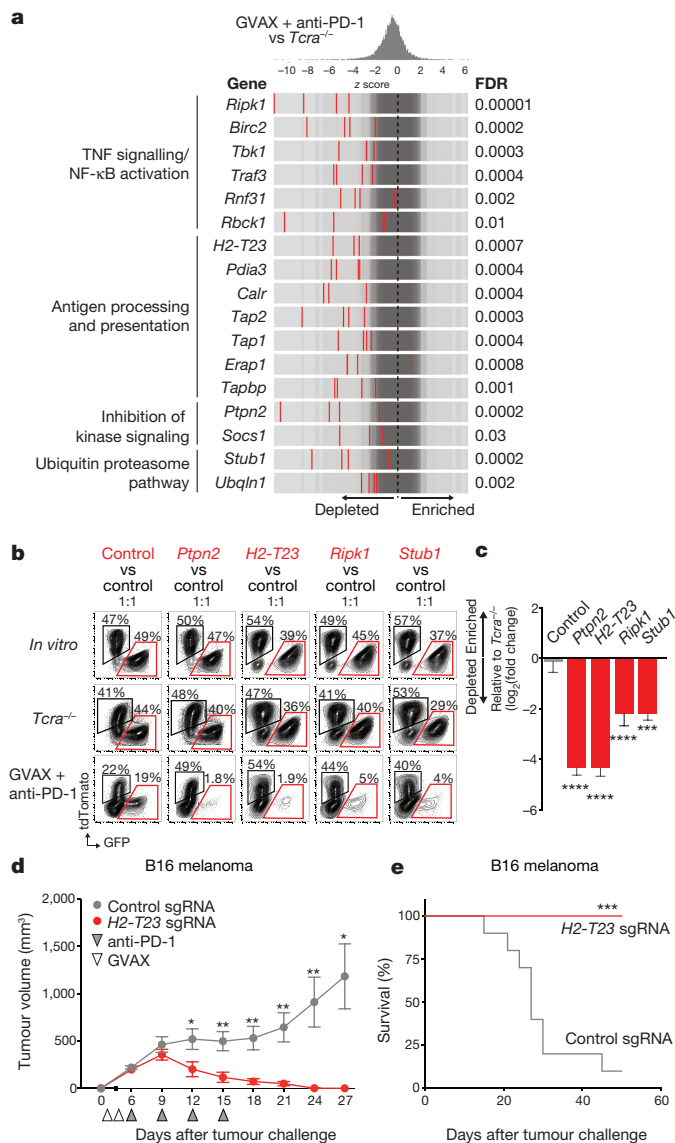 a
GVAX + anti-PD-1
vs Tcra–/–
–10 –8 –6 –4 –2 0 2 4 6
Gene z score FDR
TNF signalling/
NF-κB activation
Ripk1 0.00001
Birc2 0.0002
Tbk1 0.0003
Traf3 0.0004
Rnf31 0.002
Rbck1 0.01
Antigen processing
and presentation
H2-T23 0.0007
Pdia3 0.0004
Calr 0.0004
Tap2 0.0003
Tap1 0.0004
Erap1 0.0008
Tapbp 0.001
Inhibition of
kinase signaling
Ptpn2 0.0002
Socs1 0.03
Ubiquitin proteasome
pathway
Stub1 0.0002
Ubqln1 0.002
Depleted Enriched
b
Control Ptpn2 H2-T23 Ripk1 Stub1
vs vs vs vs vs
control control control control control
1:1 1:1 1:1 1:1 1:1
In vitro
47% 49% 50% 47% 54% 39% 49% 45% 57% 37%
Tcra–/–
41% 44% 48% 40% 47% 36% 41% 40% 53% 29%
GVAX +
anti-PD-1
22% 19% 49% 1.8% 54% 1.9% 44% 5% 40% 4%
tdTomato
GFP
c
Depleted Enriched
Relative to Tcra–/–
(log2(fold change)
2
0
–2
–4
–6
Control
Ptpn2
H2-T23
Ripk1
Stub1
**** **** **** ***
d
B16 melanoma
Tumour volume (mm3)
2,000
1,500
1,000
500
0
Control sgRNA
H2-T23 sgRNA
anti-PD-1
GVAX
* ** ** ** ** *
0 6 9 12 15 18 21 24 27
Days after tumour challenge
e
B16 melanoma
Survival (%)
100
75
50
25
0
***
H2-T23 sgRNA
Control sgRNA
0 20 40 60
Days after tumour challenge